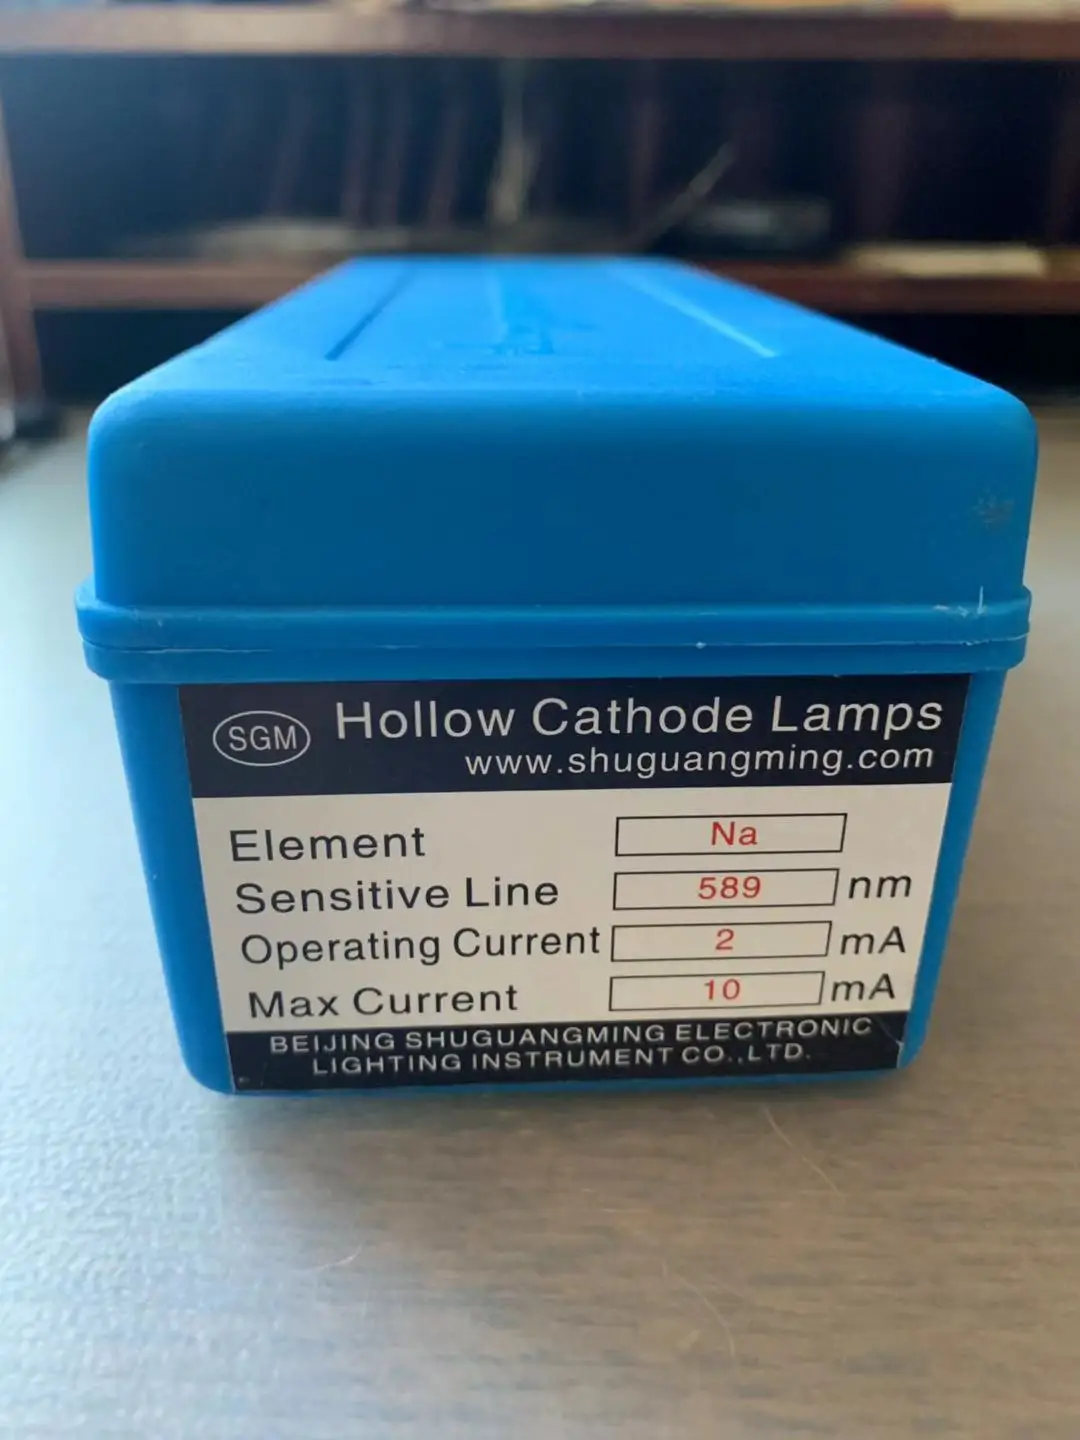 SGM Hollow Cathode Lamps
www.shuguangming.com
Element Na
Sensitive Line 589 nm
Operating Current 2 mA
Max Current 10 mA
BEIJING SHUGUANGMING ELECTRONIC
LIGHTING INSTRUMENT CO.,LTD.